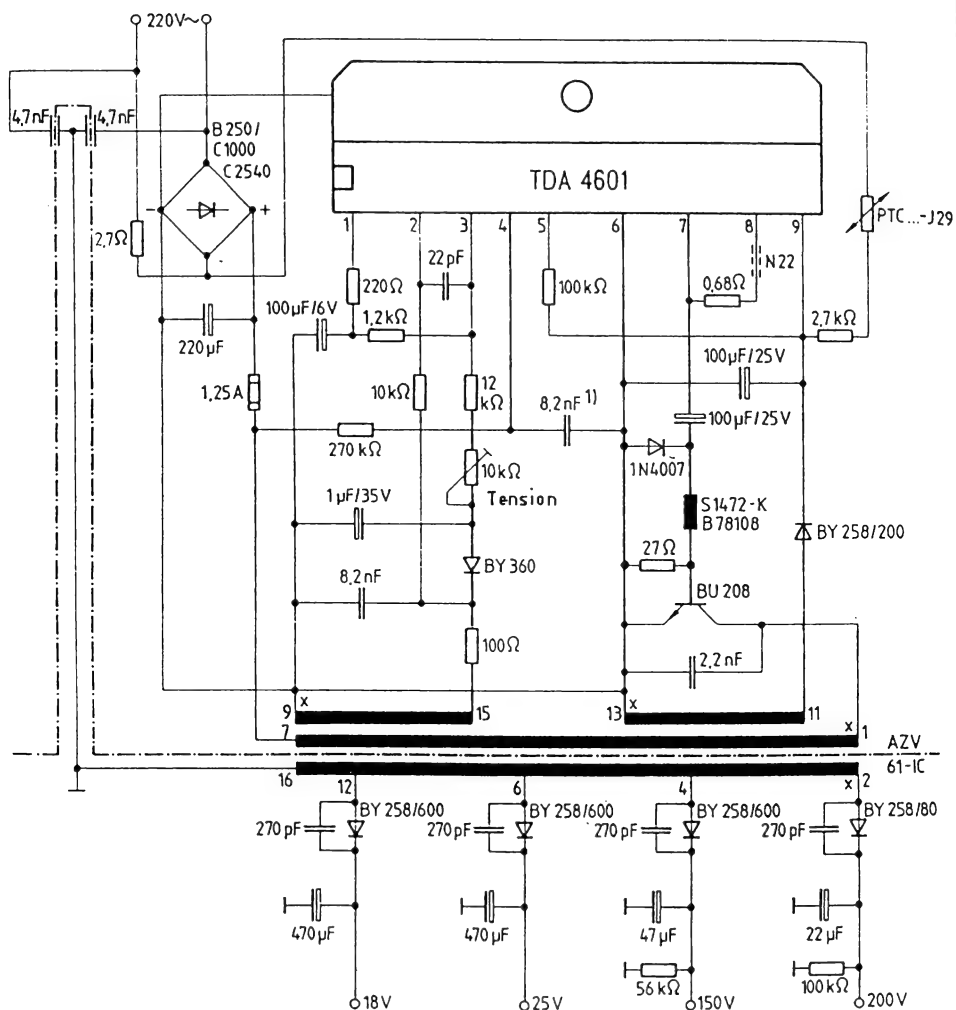 220V~
4,7nF
4,7nF
B250/
C1000
C2540
-
+
2,7Ω
220µF
1,25A
TDA 4601
1
2
3
4
5
6
7
8
9
PTC...-J29
22pF
N22
220Ω
0,68Ω
100kΩ
100µF/6V
1,2kΩ
2,7kΩ
100µF/25V
10kΩ
12
kΩ
8,2nF 1)
100µF/25V
270kΩ
1N4007
10kΩ
Tension
1µF/35V
S1472-K
B78108
BY 258/200
27Ω
BY 360
8,2nF
BU 208
100Ω
2,2nF
x
x
9
15
13
11
7
x
1
AZV
61-IC
16
12
6
4
x
2
BY 258/600
BY 258/600
BY 258/600
BY 258/80
270pF
270pF
270pF
270pF
470µF
470µF
47µF
22µF
56kΩ
100kΩ
18V
25V
150V
200V